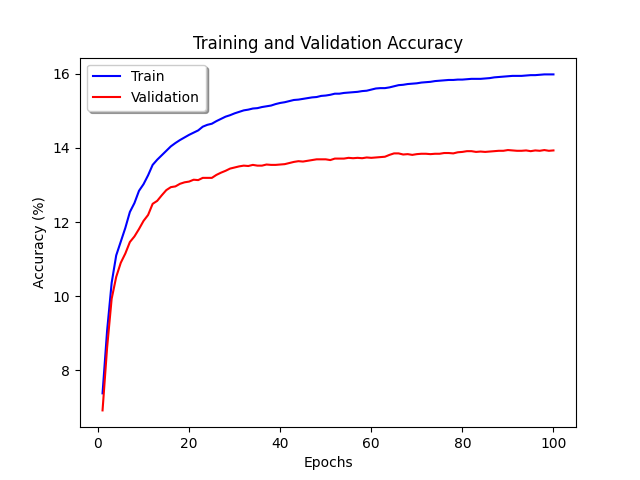 Training and Validation Accuracy
Train
Validation
16
14
12
10
8
Accuracy (%)
0 20 40 60 80 100
Epochs